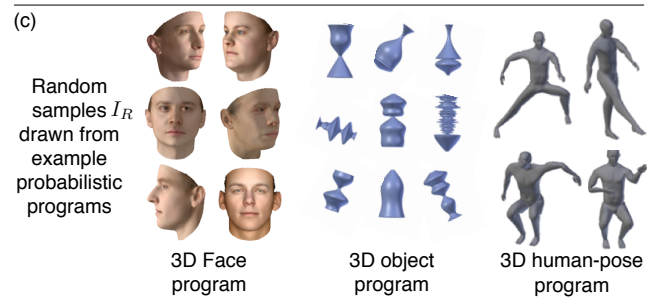 (c)
Random
samples I_R
drawn from
example
probabilistic
programs
3D Face
program
3D object
program
3D human-pose
program